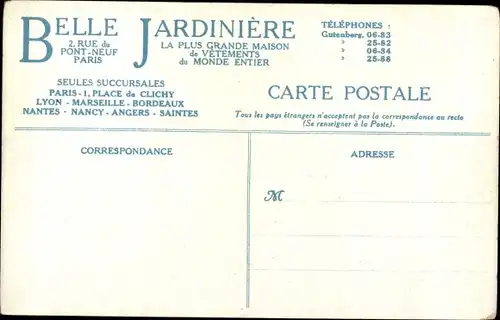 BELLE JARDINIÈRE
2, RUE du
PONT-NEUF
PARIS
LA PLUS GRANDE MAISON
de VÊTEMENTS
du MONDE ENTIER
TÉLÉPHONES :
Gutenberg. 06-83
» 25-82
» 06-54
» 25-88
SEULES SUCCURSALES
PARIS - 1, PLACE du CLICHY
LYON - MARSEILLE - BORDEAUX
NANTES - NANCY - ANGERS - SAINTES
CARTE POSTALE
Tous les pays étrangers n'acceptent pas la correspondance au recto
(Se renseigner à la Poste).
CORRESPONDANCE
ADRESSE
M